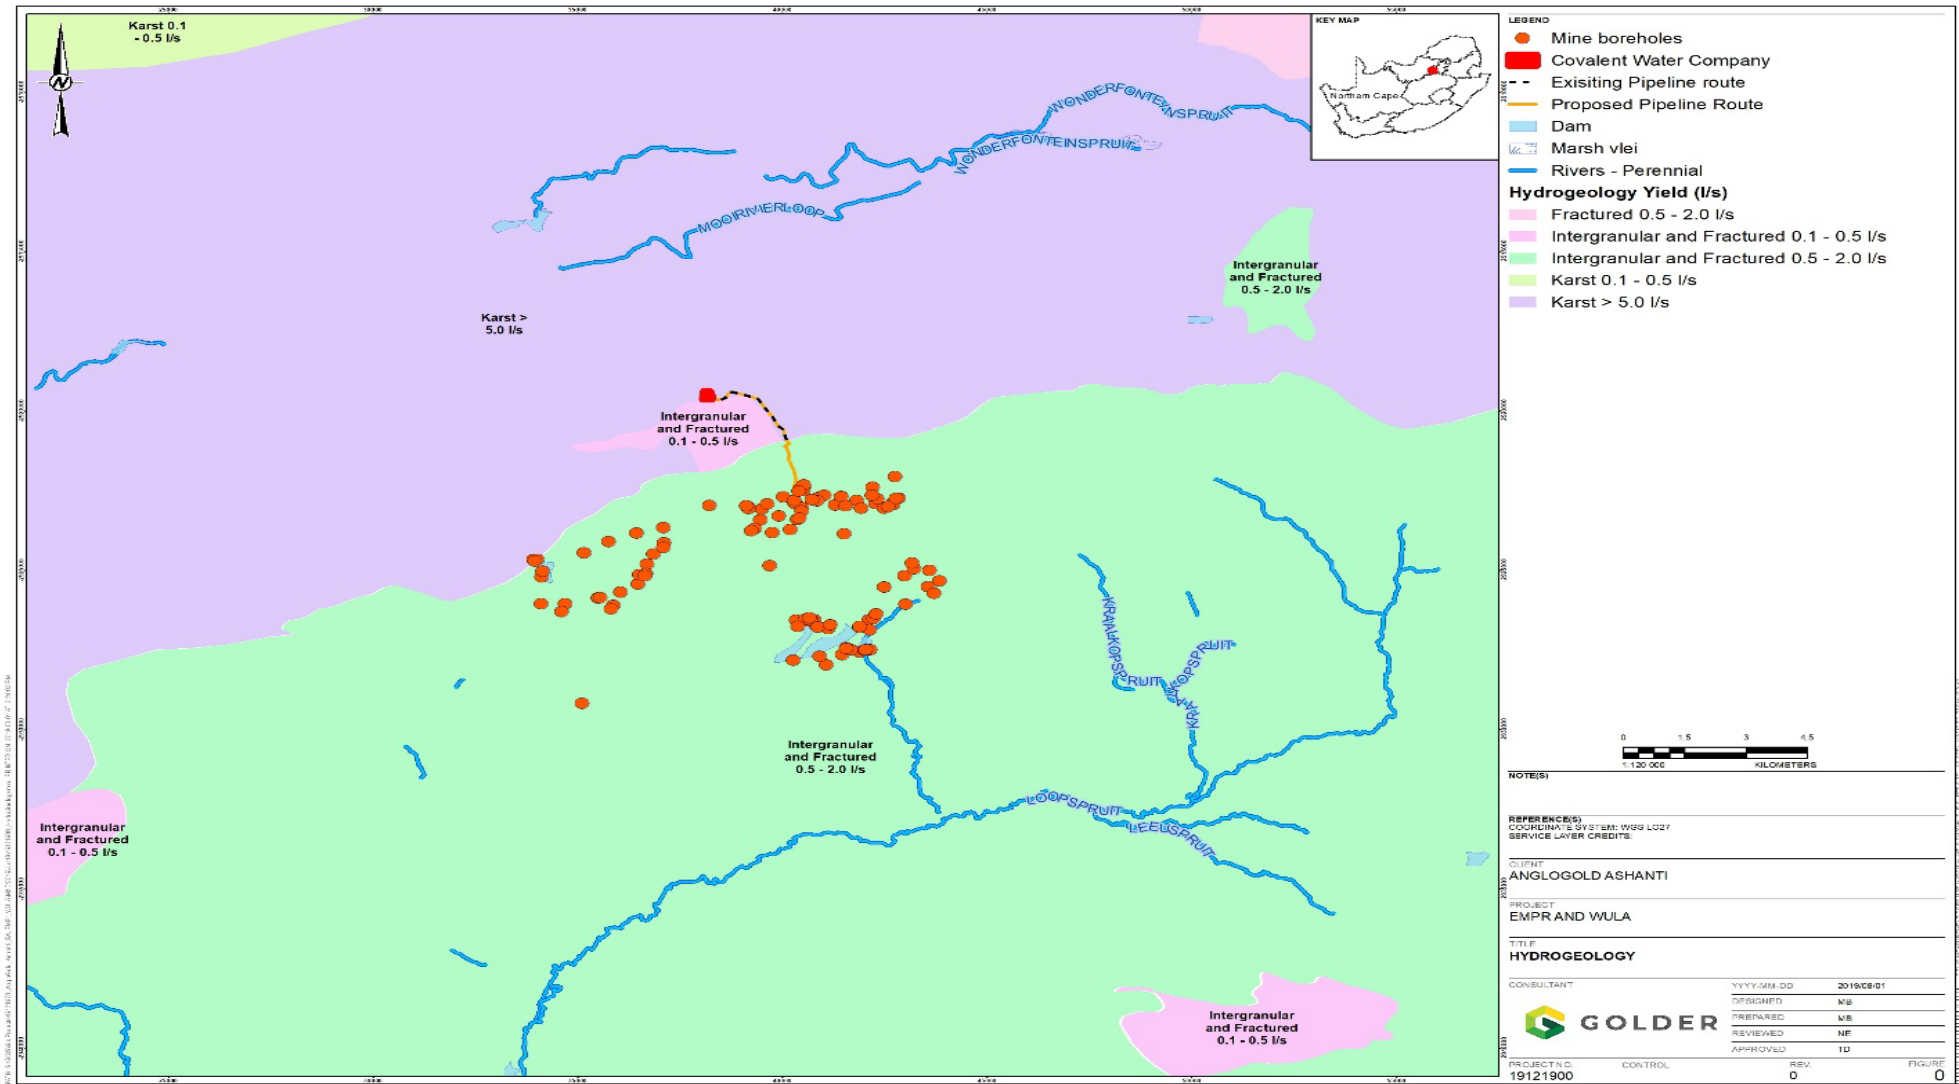 Karst 0.1
- 0.5 l/s
N
WONDERFONTEINSPRUIT
WONDERFONTEINSPRUIT
MOOIRIVIERLOOP
Intergranular
and Fractured
0.5 - 2.0 l/s
Karst >
5.0 l/s
Intergranular
and Fractured
0.1 - 0.5 l/s
KRAALKOPSPRUIT
KRAALKOPSPRUIT
Intergranular
and Fractured
0.5 - 2.0 l/s
LOOPSPRUIT
LEEUSPRUIT
Intergranular
and Fractured
0.1 - 0.5 l/s
Intergranular
and Fractured
0.1 - 0.5 l/s
KEY MAP
Northern Cape
LEGEND
Mine boreholes
Covalent Water Company
Exisiting Pipeline route
Proposed Pipeline Route
Dam
Marsh vlei
Rivers - Perennial
Hydrogeology Yield (l/s)
Fractured 0.5 - 2.0 l/s
Intergranular and Fractured 0.1 - 0.5 l/s
Intergranular and Fractured 0.5 - 2.0 l/s
Karst 0.1 - 0.5 l/s
Karst > 5.0 l/s
0 1.5 3 4.5
1:120 000 KILOMETERS
NOTE(S)
REFERENCE(S)
COORDINATE SYSTEM: WGS LO27
SERVICE LAYER CREDITS:
CLIENT
ANGLOGOLD ASHANTI
PROJECT
EMPR AND WULA
TITLE
HYDROGEOLOGY
CONSULTANT
GOLDER
YYYY-MM-DD 2019/08/01
DESIGNED MB
PREPARED MB
REVIEWED NE
APPROVED TD
PROJECT NO. CONTROL REV. FIGURE
19121900 0 0